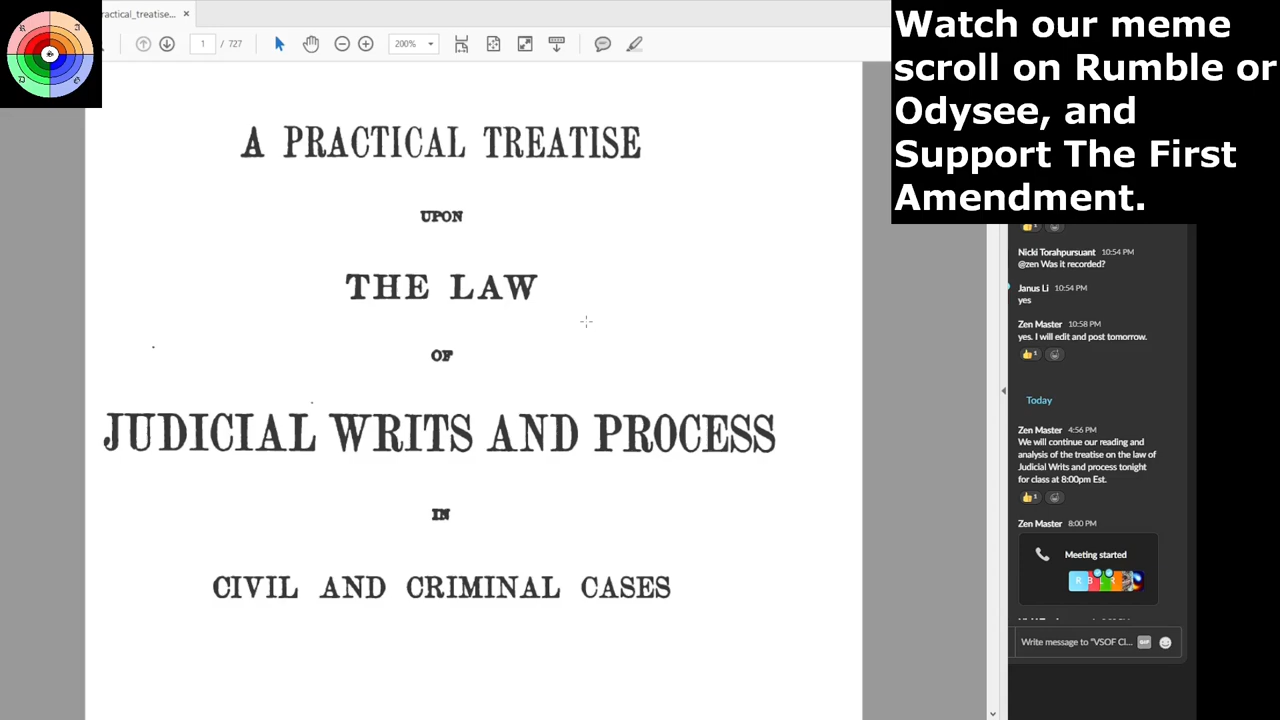 ractical_treatise...
1 / 727
200%
A PRACTICAL TREATISE
UPON
THE LAW
OF
JUDICIAL WRITS AND PROCESS
IN
CIVIL AND CRIMINAL CASES
Watch our meme
scroll on Rumble or
Odysee, and
Support The First
Amendment.
Nicki Torahpursuant 10:54 PM
@zen Was it recorded?
Janus Li 10:54 PM
yes
Zen Master 10:58 PM
yes. I will edit and post tomorrow.
1
Today
Zen Master 4:56 PM
We will continue our reading and
analysis of the treatise on the law of
Judicial Writs and process tonight
for class at 8:00pm Est.
1
Zen Master 8:00 PM
Meeting started
R B L R
Write message to "VSOF Cl... GIF